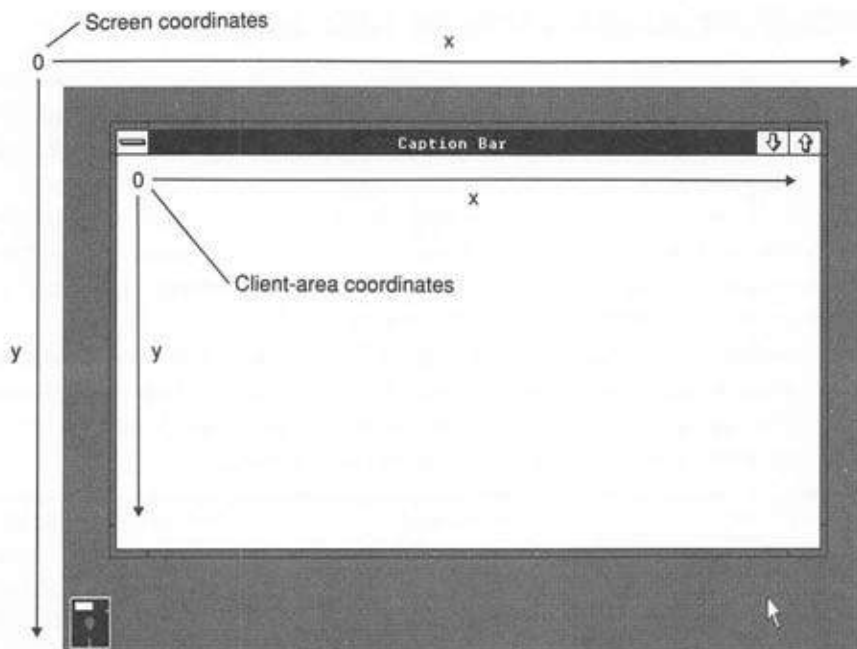 Screen coordinates
x
0
Caption Bar
0
x
Client-area coordinates
y
y